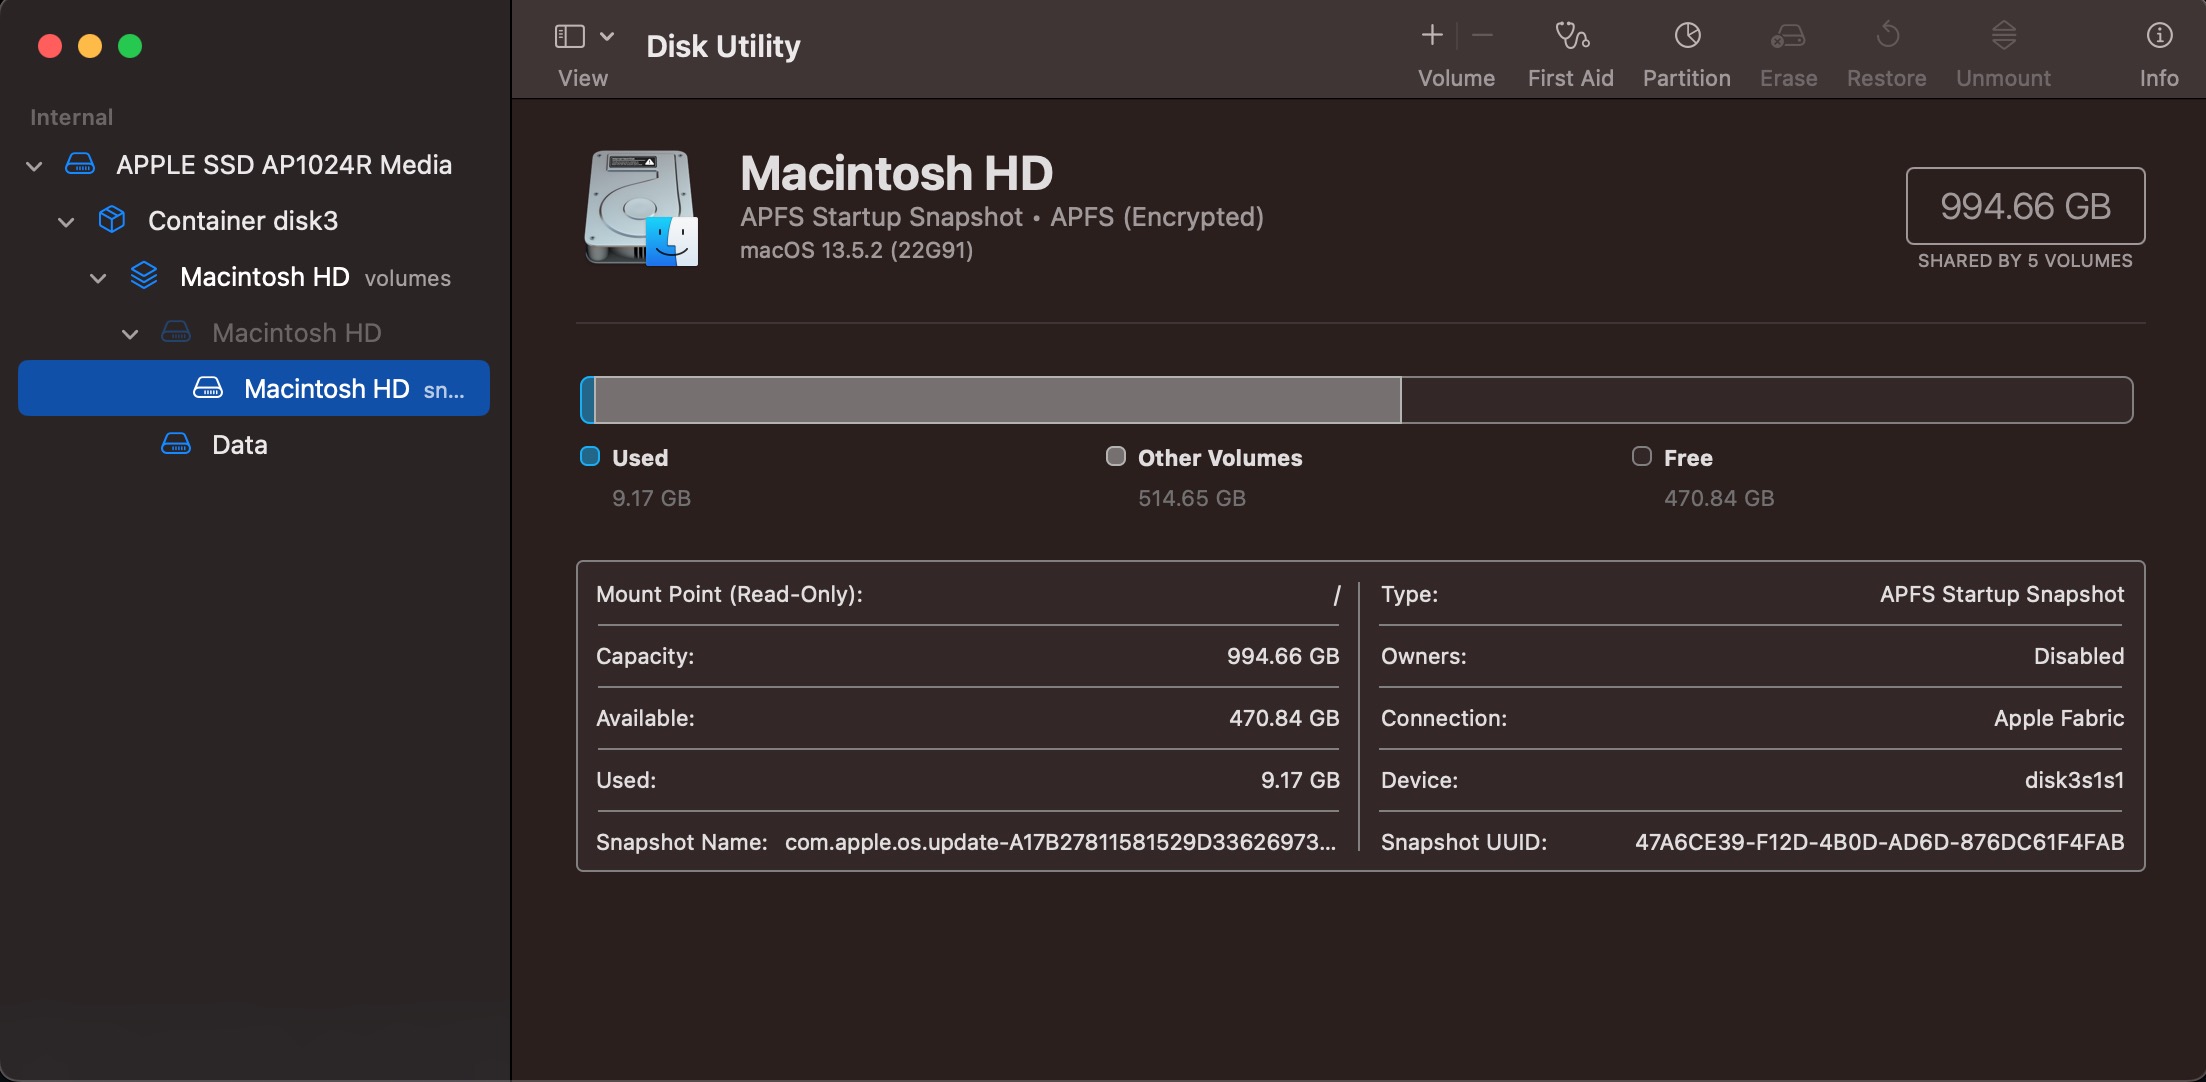 Internal
APPLE SSD AP1024R Media
Container disk3
Macintosh HD volumes
Macintosh HD
Macintosh HD sn...
Data
View
Disk Utility
Volume
First Aid
Partition
Erase
Restore
Unmount
Info
Macintosh HD
APFS Startup Snapshot • APFS (Encrypted)
macOS 13.5.2 (22G91)
994.66 GB
SHARED BY 5 VOLUMES
Used
9.17 GB
Other Volumes
514.65 GB
Free
470.84 GB
Mount Point (Read-Only): /
Capacity: 994.66 GB
Available: 470.84 GB
Used: 9.17 GB
Snapshot Name: com.apple.os.update-A17B27811581529D33626973...
Type: APFS Startup Snapshot
Owners: Disabled
Connection: Apple Fabric
Device: disk3s1s1
Snapshot UUID: 47A6CE39-F12D-4B0D-AD6D-876DC61F4FAB